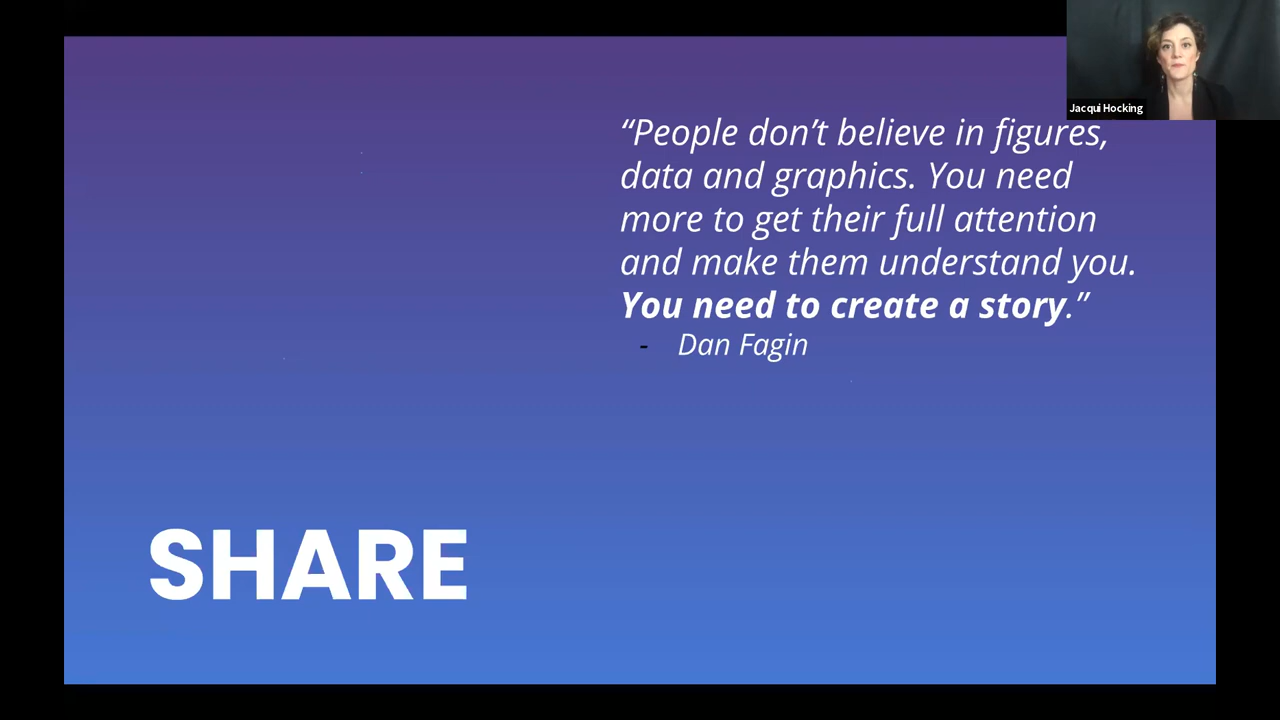 Jacqui Hocking
“People don’t believe in figures,
data and graphics. You need
more to get their full attention
and make them understand you.
You need to create a story.”
- Dan Fagin
SHARE